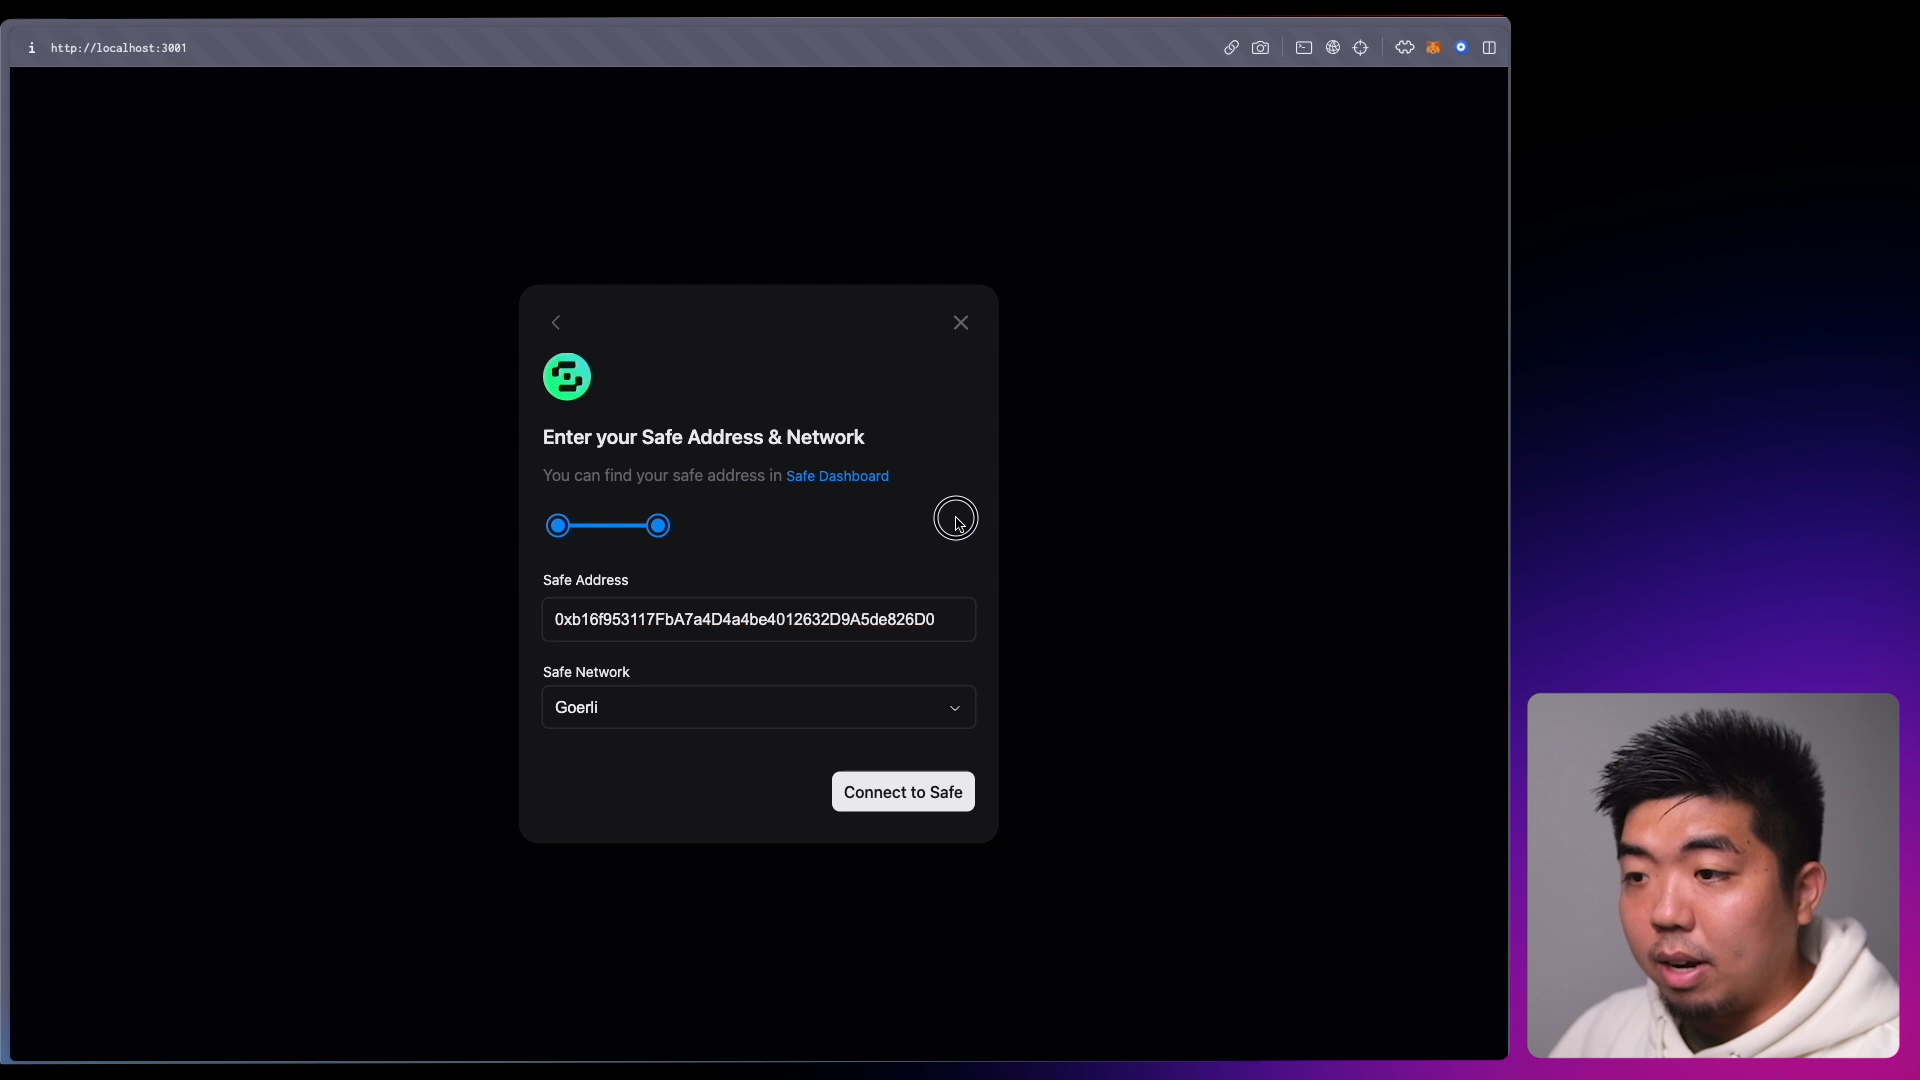 i http://localhost:3001
Enter your Safe Address & Network
You can find your safe address in Safe Dashboard
Safe Address
0xb16f953117FbA7a4D4a4be4012632D9A5de826D0
Safe Network
Goerli
Connect to Safe